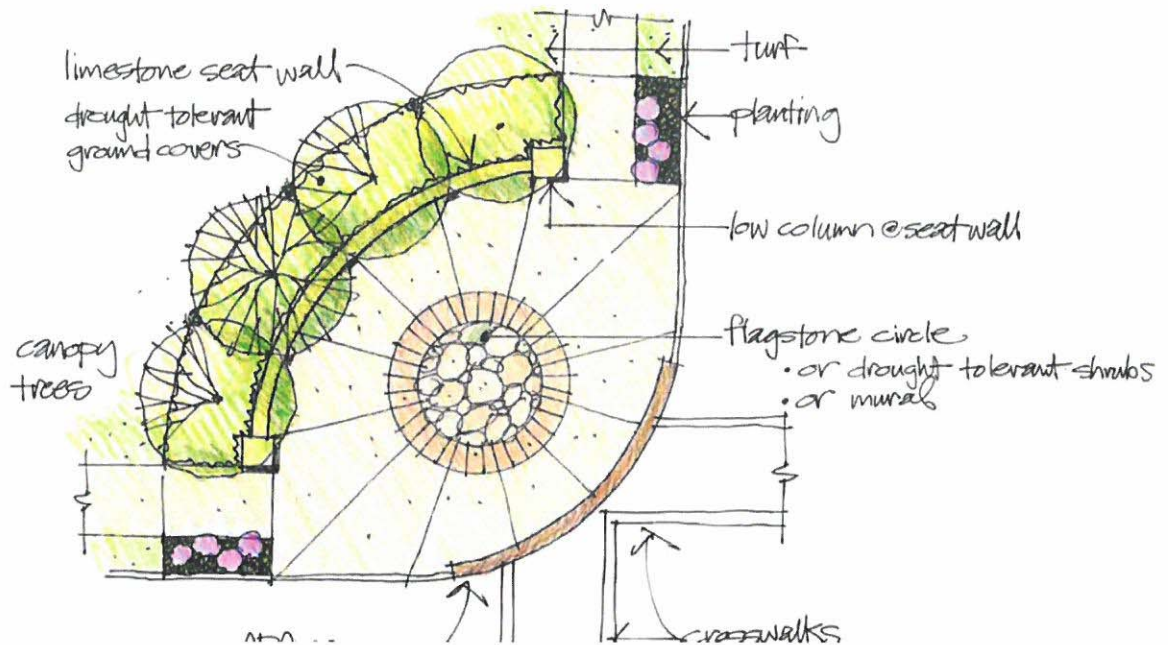 limestone seat wall
drought tolerant
ground covers
turf
planting
low column @ seat wall
flagstone circle
• or drought tolerant shrubs
• or mural
canopy
trees
crosswalks